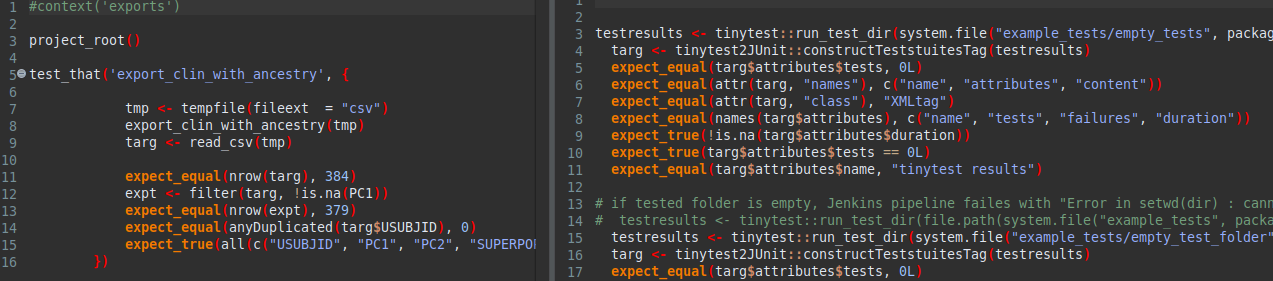 1 #context('exports')
2
3 project_root()
4
5 test_that('export_clin_with_ancestry', {
6
7 tmp <- tempfile(fileext  = "csv")
8 export_clin_with_ancestry(tmp)
9 targ <- read_csv(tmp)
10
11 expect_equal(nrow(targ), 384)
12 expt <- filter(targ, !is.na(PC1))
13 expect_equal(nrow(expt), 379)
14 expect_equal(anyDuplicated(targ$USUBJID), 0)
15 expect_true(all(c("USUBJID", "PC1", "PC2", "SUPERPO
16 })
1
2
3 testresults <- tinytest::run_test_dir(system.file("example_tests/empty_tests", packag
4 targ <- tinytest2JUnit::constructTeststuitesTag(testresults)
5 expect_equal(targ$attributes$tests, 0L)
6 expect_equal(attr(targ, "names"), c("name", "attributes", "content"))
7 expect_equal(attr(targ, "class"), "XMLtag")
8 expect_equal(names(targ$attributes), c("name", "tests", "failures", "duration"))
9 expect_true(!is.na(targ$attributes$duration))
10 expect_true(targ$attributes$tests == 0L)
11 expect_equal(targ$attributes$name, "tinytest results")
12
13 # if tested folder is empty, Jenkins pipeline failes with "Error in setwd(dir) : cann
14 #  testresults <- tinytest::run_test_dir(file.path(system.file("example_tests", packa
15 testresults <- tinytest::run_test_dir(system.file("example_tests/empty_test_folder"
16 targ <- tinytest2JUnit::constructTeststuitesTag(testresults)
17 expect_equal(targ$attributes$tests, 0L)